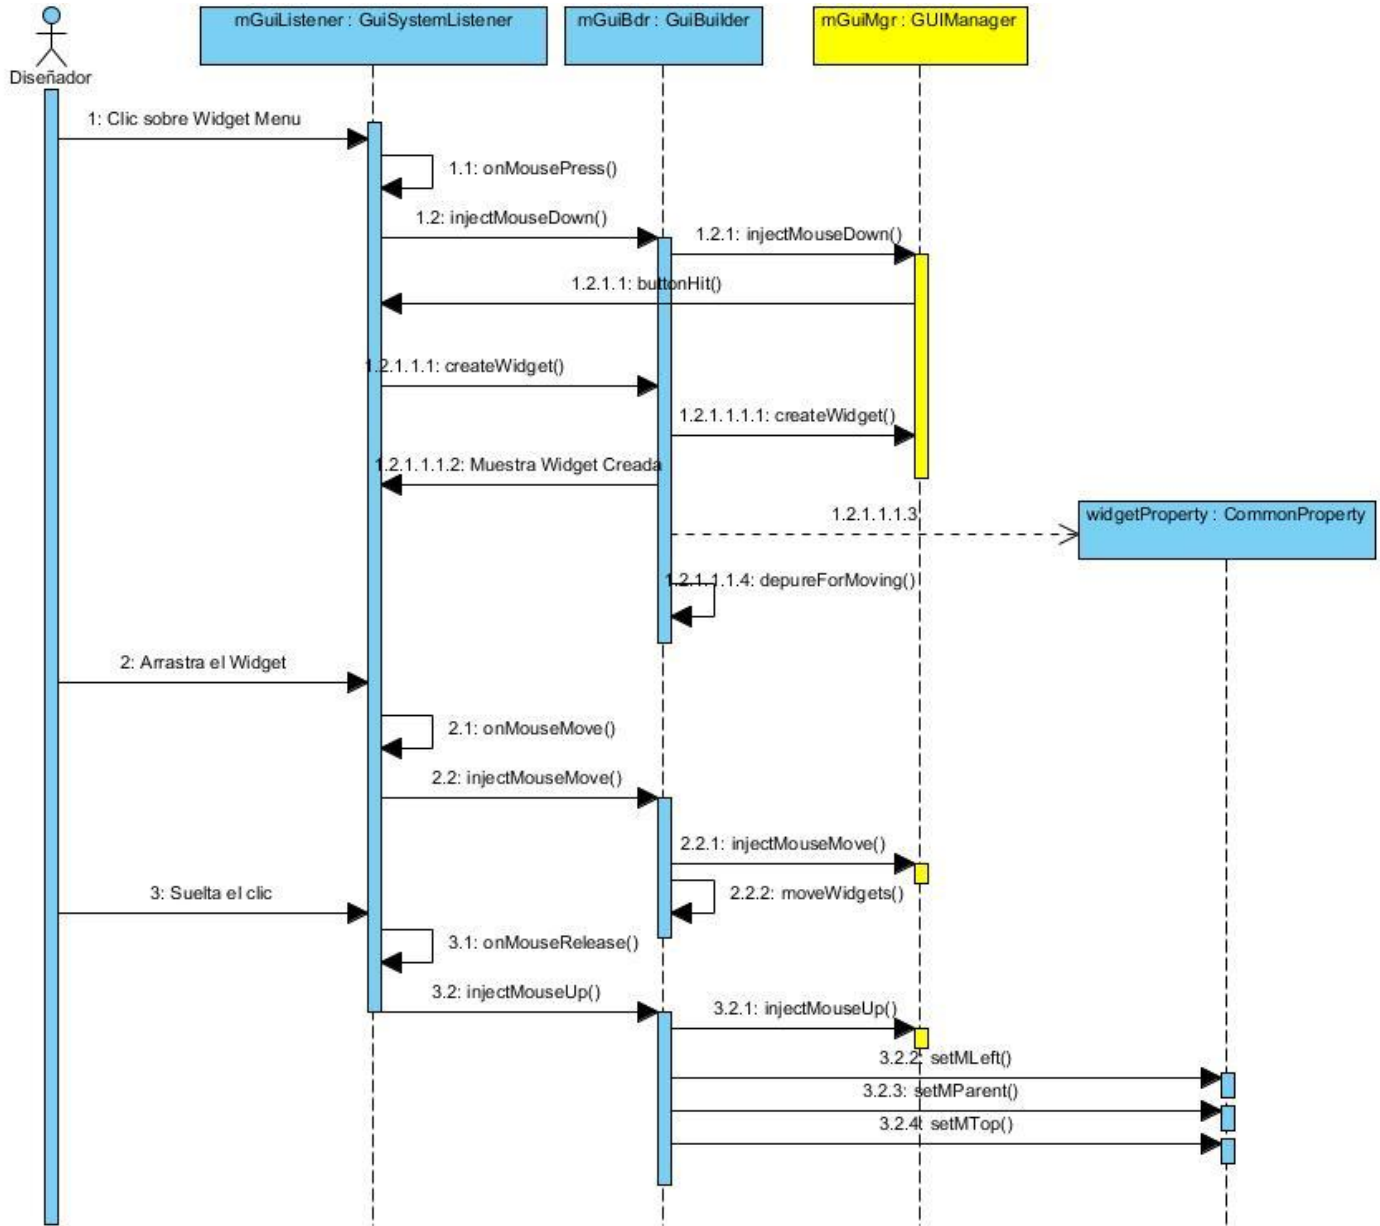 mGuiListener : GuiSystemListener
mGuiBdr : GuiBuilder
mGuiMgr : GUIManager
Diseñador
1: Clic sobre Widget Menu
1.1: onMousePress()
1.2: injectMouseDown()
1.2.1: injectMouseDown()
1.2.1.1: buttonHit()
1.2.1.1.1: createWidget()
1.2.1.1.1.1: createWidget()
1.2.1.1.1.2: Muestra Widget Creada
1.2.1.1.1.3
widgetProperty : CommonProperty
1.2.1.1.1.4: depureForMoving()
2: Arrastra el Widget
2.1: onMouseMove()
2.2: injectMouseMove()
2.2.1: injectMouseMove()
3: Suelta el clic
2.2.2: moveWidgets()
3.1: onMouseRelease()
3.2: injectMouseUp()
3.2.1: injectMouseUp()
3.2.2: setMLeft()
3.2.3: setMParent()
3.2.4: setMTop()